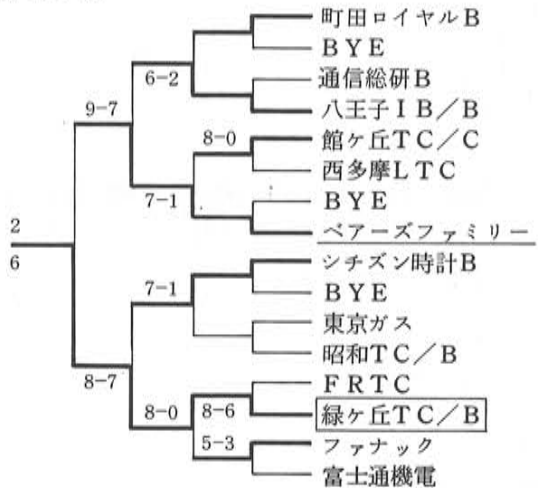 町田ロイヤルB
BYE
6-2
通信総研B
9-7
八王子IB/B
8-0
館ヶ丘TC/C
西多摩LTC
7-1
BYE
2
ベアーズファミリー
6
シチズン時計B
7-1
BYE
東京ガス
昭和TC/B
8-7
FRTC
8-0
8-6
緑ヶ丘TC/B
5-3
ファナック
富士通機電